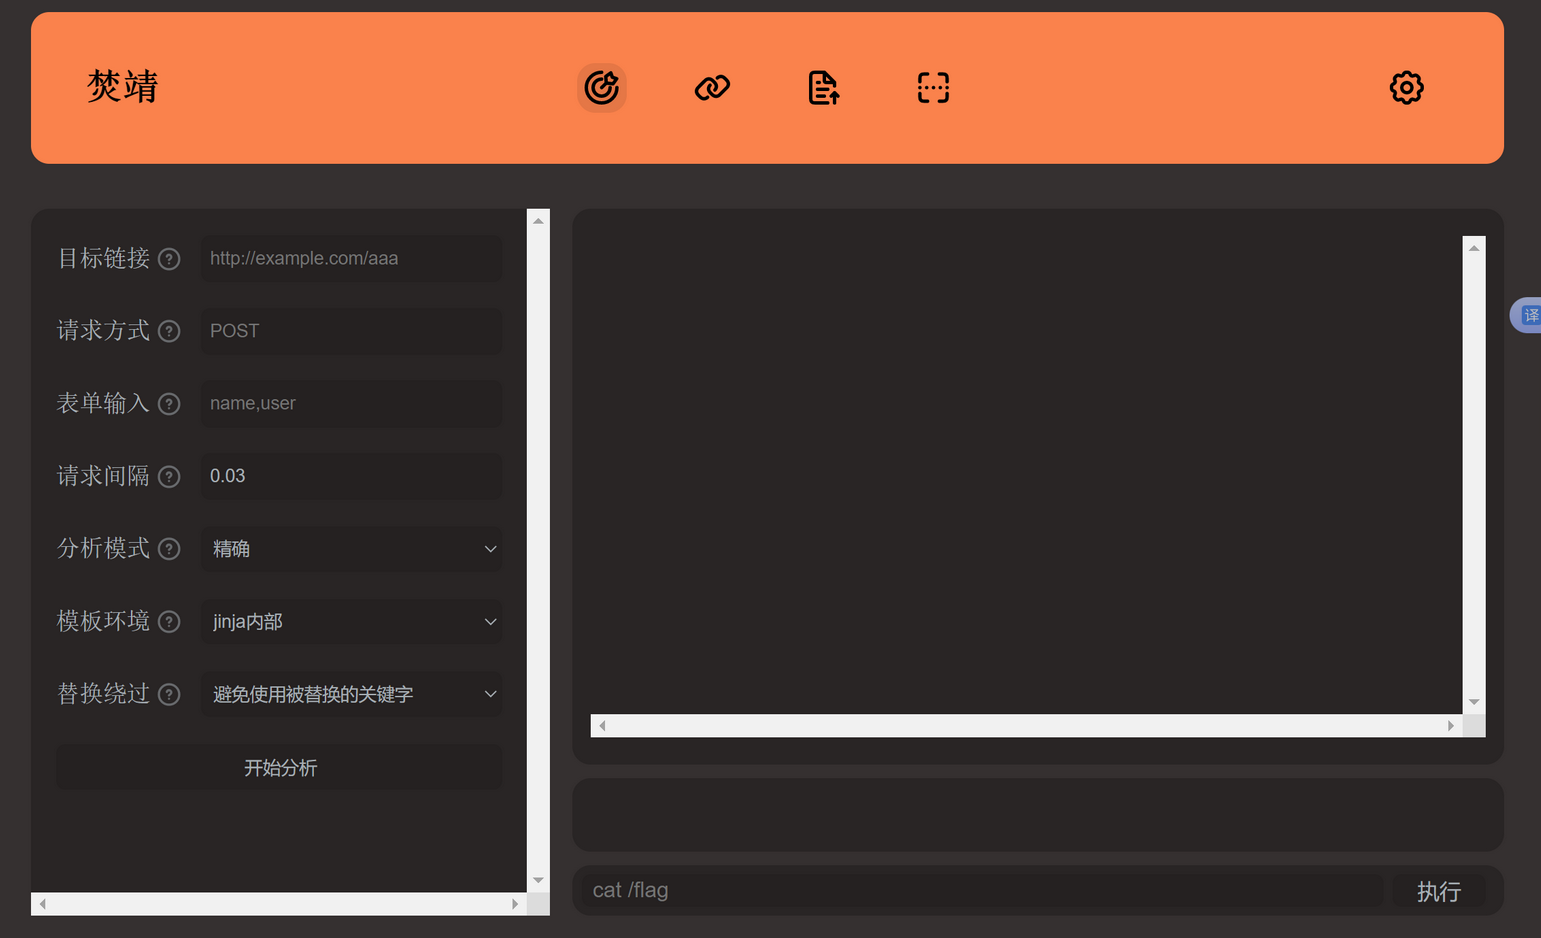 焚靖
目标链接 ? http://example.com/aaa
请求方式 ? POST
表单输入 ? name,user
请求间隔 ? 0.03
分析模式 ? 精确
模板环境 ? jinja内部
替换绕过 ? 避免使用被替换的关键字
开始分析
译
cat /flag 执行